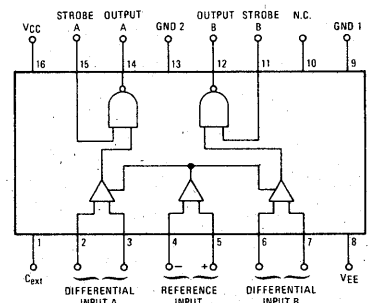 STROBE OUTPUT OUTPUT STROBE
VCC A A GND 2 B B N.C. GND 1
16 15 14 13 12 11 10 9
1 2 3 4 5 6 7 8
− +
Cext DIFFERENTIAL REFERENCE DIFFERENTIAL VEE
INPUT A INPUT INPUT B